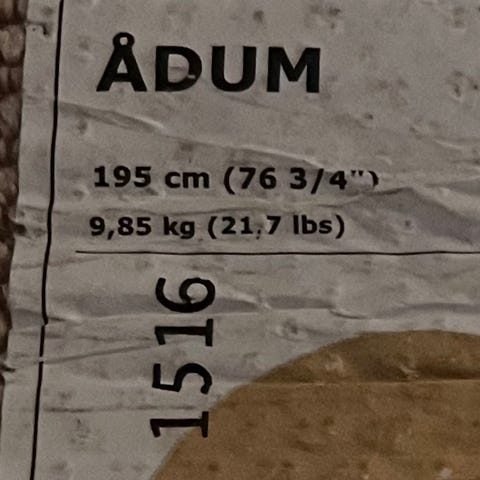 ÅDUM
195 cm (76 3/4")
9,85 kg (21,7 lbs)
1516